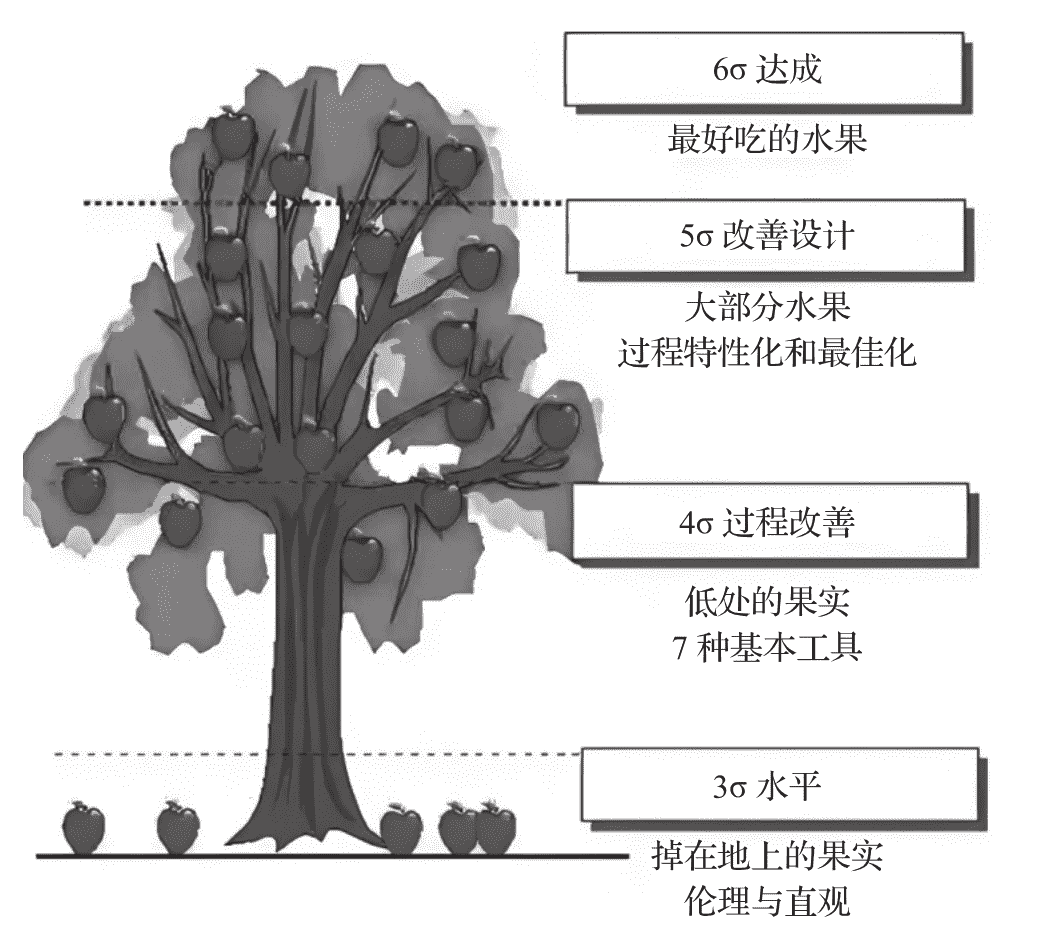 6σ 达成
最好吃的水果
5σ 改善设计
大部分水果
过程特性化和最佳化
4σ 过程改善
低处的果实
7 种基本工具
3σ 水平
掉在地上的果实
伦理与直观